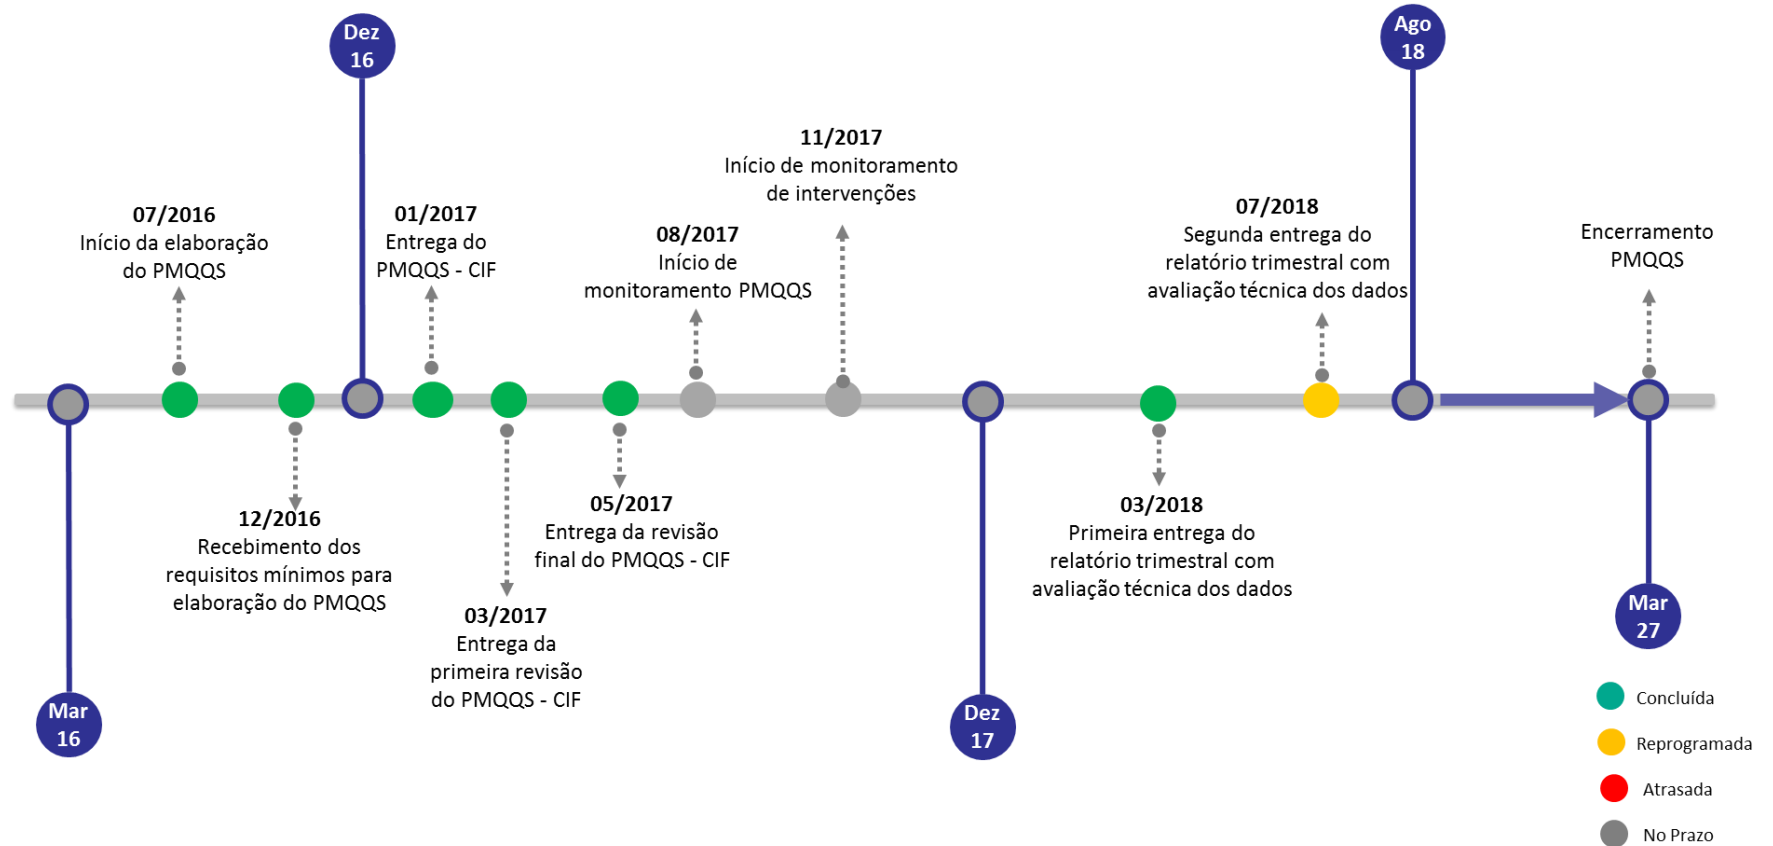 Dez
16
Ago
18
11/2017
Início de monitoramento
de intervenções
07/2016
Início da elaboração
do PMQQS
01/2017
Entrega do
PMQQS - CIF
08/2017
Início de
monitoramento PMQQS
07/2018
Segunda entrega do
relatório trimestral com
avaliação técnica dos dados
Encerramento
PMQQS
12/2016
Recebimento dos
requisitos mínimos para
elaboração do PMQQS
03/2017
Entrega da
primeira revisão
do PMQQS - CIF
05/2017
Entrega da revisão
final do PMQQS - CIF
03/2018
Primeira entrega do
relatório trimestral com
avaliação técnica dos dados
Mar
16
Dez
17
Mar
27
Concluída
Reprogramada
Atrasada
No Prazo